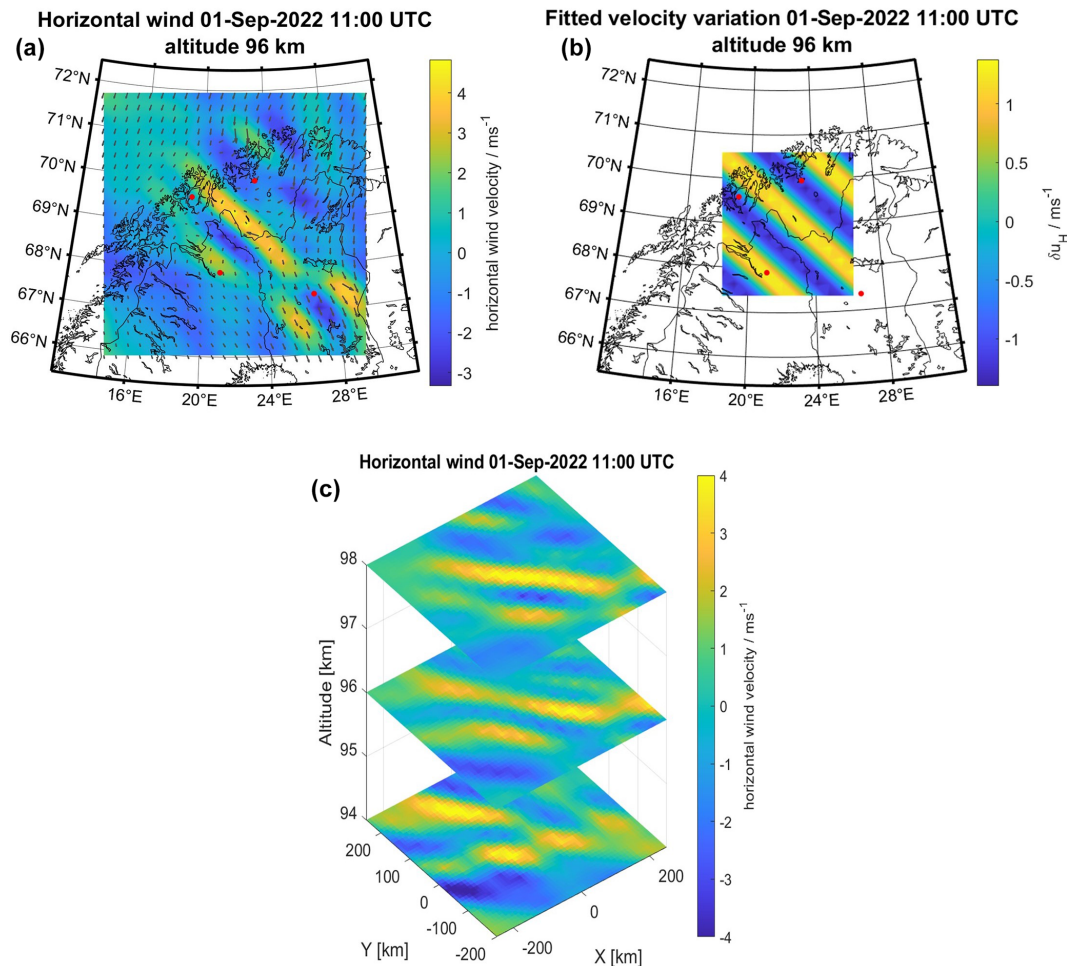 Horizontal wind 01-Sep-2022 11:00 UTC
(a)
altitude 96 km
72°N
71°N
70°N
69°N
68°N
67°N
66°N
16°E
20°E
24°E
28°E
4
3
2
1
0
-1
-2
-3
horizontal wind velocity / ms-1
Fitted velocity variation 01-Sep-2022 11:00 UTC
(b)
altitude 96 km
72°N
71°N
70°N
69°N
68°N
67°N
66°N
16°E
20°E
24°E
28°E
1
0.5
0
-0.5
-1
δuH / ms-1
Horizontal wind 01-Sep-2022 11:00 UTC
(c)
98
97
96
95
94
Altitude [km]
200
100
0
-100
-200
Y [km]
-200
0
200
X [km]
4
3
2
1
0
-1
-2
-3
-4
horizontal wind velocity / ms-1